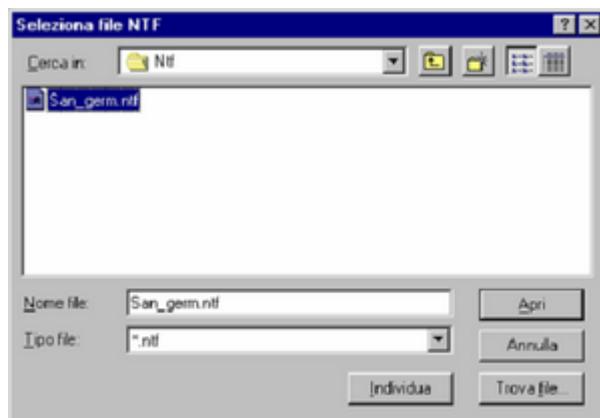 Seleziona file NTF
Cerca in: Ntf
San_germ.ntf
Nome file: San_germ.ntf Apri
Tipo file: *.ntf Annulla
Individua Trova file...